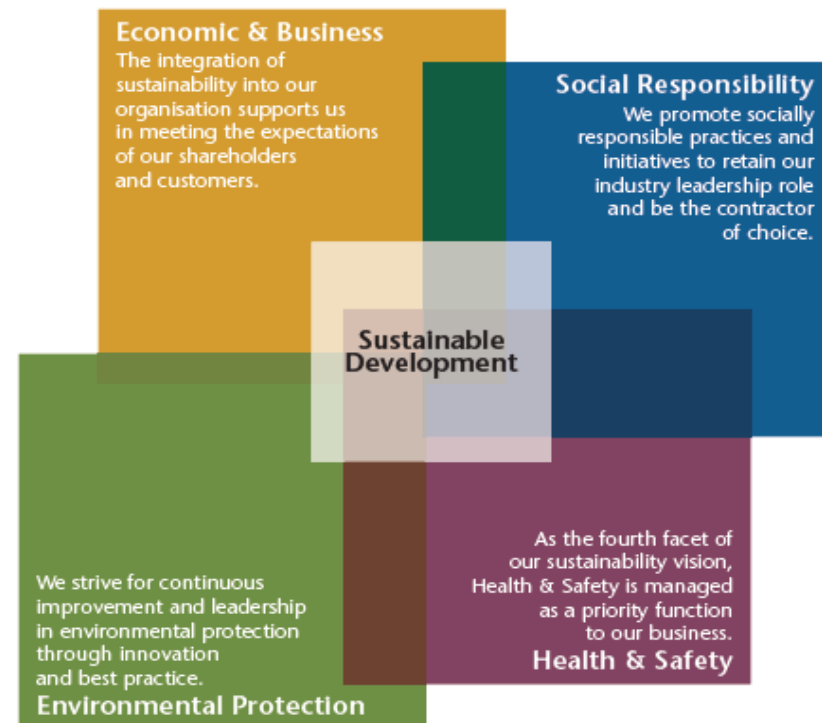 Economic & Business
The integration of
sustainability into our
organisation supports us
in meeting the expectations
of our shareholders
and customers.
Social Responsibility
We promote socially
responsible practices and
initiatives to retain our
industry leadership role
and be the contractor
of choice.
Sustainable
Development
We strive for continuous
improvement and leadership
in environmental protection
through innovation
and best practice.
Environmental Protection
As the fourth facet of
our sustainability vision,
Health & Safety is managed
as a priority function
to our business.
Health & Safety